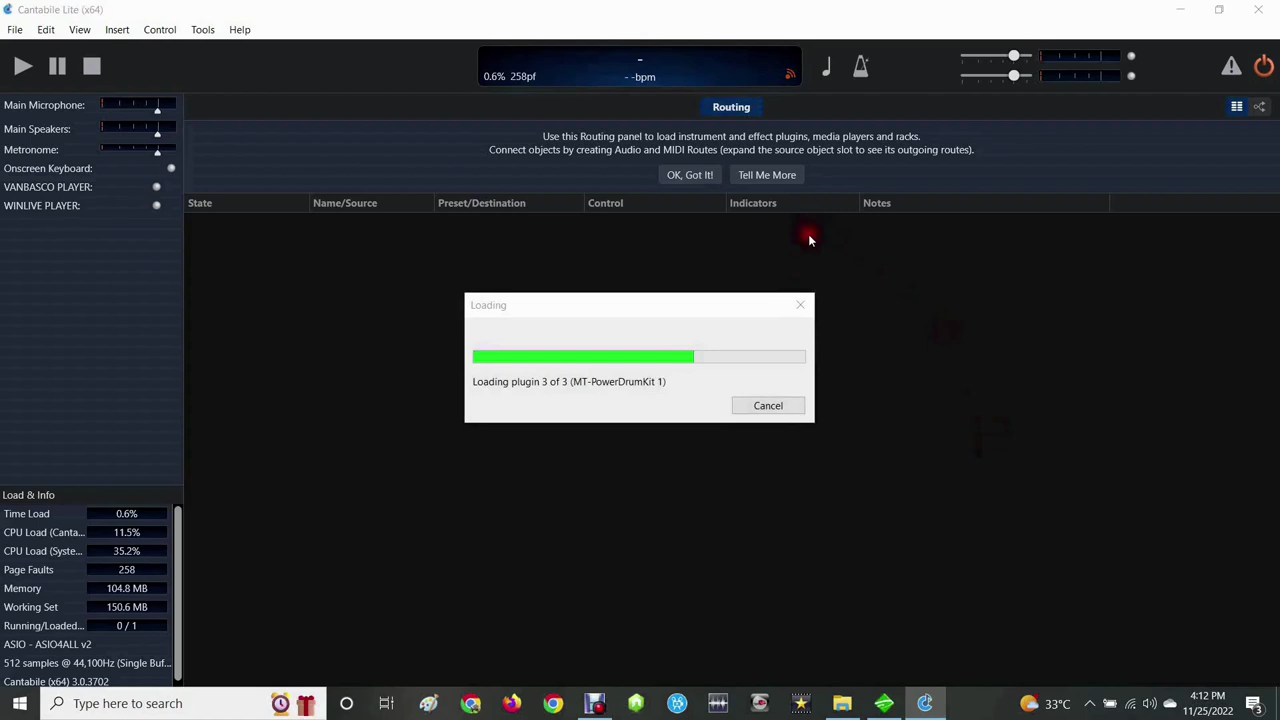 Cantabile Lite (x64)
File Edit View Insert Control Tools Help
-
0.6% 258pf - -bpm
Main Microphone:
Main Speakers:
Metronome:
Onscreen Keyboard:
VANBASCO PLAYER:
WINLIVE PLAYER:
Routing
Use this Routing panel to load instrument and effect plugins, media players and racks.
Connect objects by creating Audio and MIDI Routes (expand the source object slot to see its outgoing routes).
OK, Got It! Tell Me More
State Name/Source Preset/Destination Control Indicators Notes
Loading
Loading plugin 3 of 3 (MT-PowerDrumKit 1)
Cancel
Load & Info
Time Load 0.6%
CPU Load (Canta... 11.5%
CPU Load (Syste... 35.2%
Page Faults 258
Memory 104.8 MB
Working Set 150.6 MB
Running/Loaded... 0 / 1
ASIO - ASIO4ALL v2
512 samples @ 44,100Hz (Single Buf...
Cantabile (x64) 3.0.3702
Type here to search
33°C
4:12 PM
11/25/2022
3